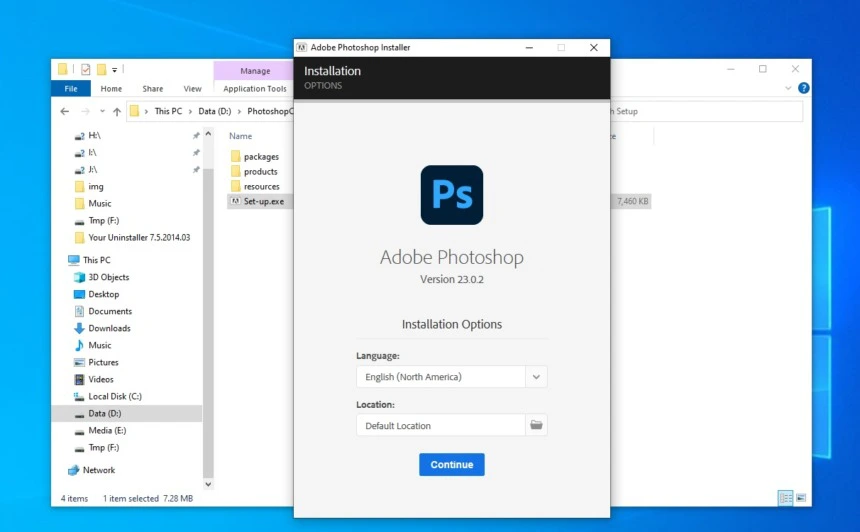 Adobe Photoshop Installer
Installation
OPTIONS
Ps
Adobe Photoshop
Version 23.0.2
Installation Options
Language:
English (North America)
Location:
Default Location
Continue
Manage
File
Home
Share
View
Application Tools
This PC
Data (D:)
Setup
H:\
I:\
J:\
img
Music
Tmp (F:)
Your Uninstaller 7.5.2014.03
This PC
3D Objects
Desktop
Documents
Downloads
Music
Pictures
Videos
Local Disk (C:)
Data (D:)
Media (E:)
Tmp (F:)
Network
Name
packages
products
resources
Set-up.exe
7,460 KB
4 items
1 item selected 7.28 MB